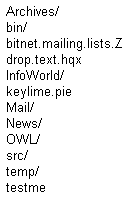 Archives/
bin/
bitnet.mailing.lists.Z
drop.text.hqx
InfoWorld/
keylime.pie
Mail/
News/
OWL/
src/
temp/
testme